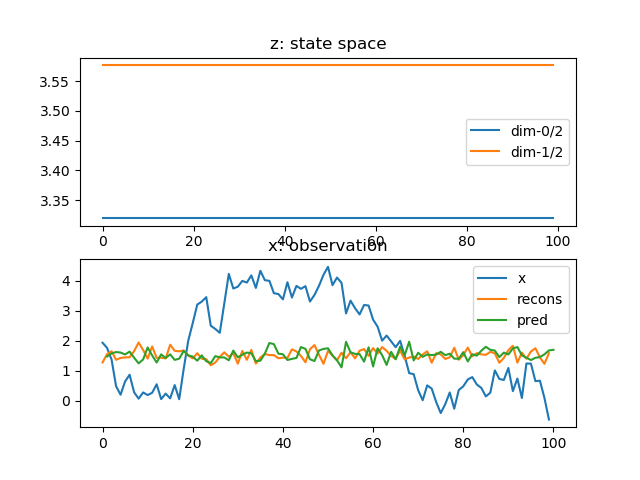 z: state space
3.55
3.50
3.45
3.40
3.35
dim-0/2
dim-1/2
0 20 40 60 80 100
x: observation
4
3
2
1
0
x
recons
pred
0 20 40 60 80 100